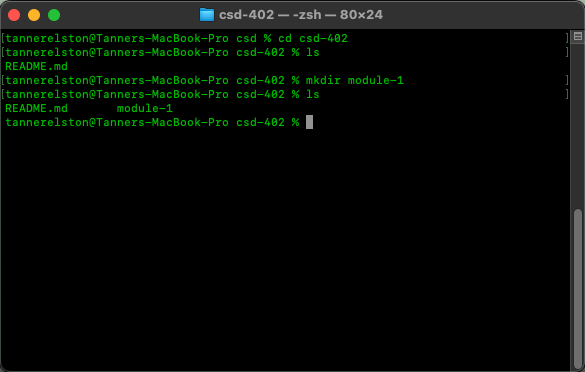 csd-402 — -zsh — 80×24
[tannerelston@Tanners-MacBook-Pro csd % cd csd-402 ]
[tannerelston@Tanners-MacBook-Pro csd-402 % ls ]
README.md
[tannerelston@Tanners-MacBook-Pro csd-402 % mkdir module-1 ]
[tannerelston@Tanners-MacBook-Pro csd-402 % ls ]
README.md module-1
tannerelston@Tanners-MacBook-Pro csd-402 %